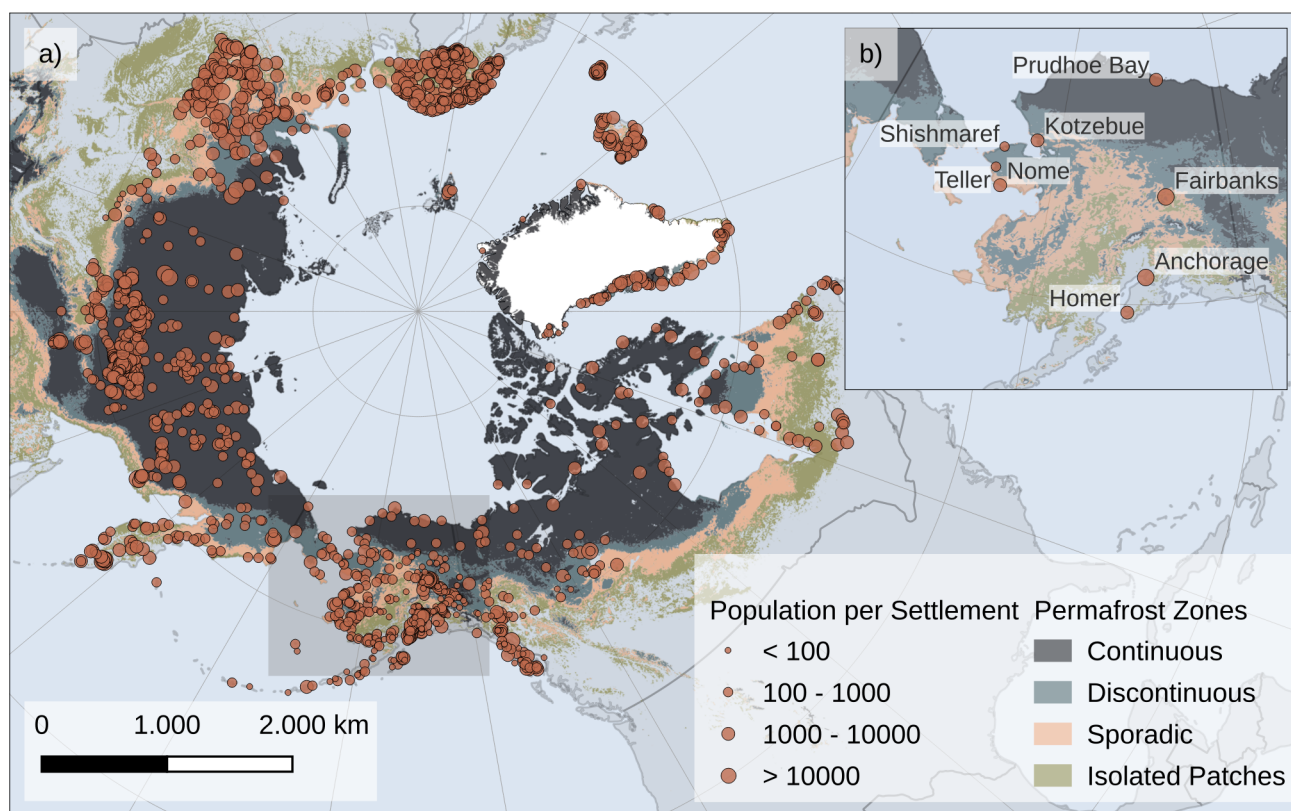 a)
b)
Prudhoe Bay
Shishmaref
Kotzebue
Teller
Nome
Fairbanks
Anchorage
Homer
Population per Settlement
< 100
100 - 1000
1000 - 10000
> 10000
Permafrost Zones
Continuous
Discontinuous
Sporadic
Isolated Patches
0 1.000 2.000 km